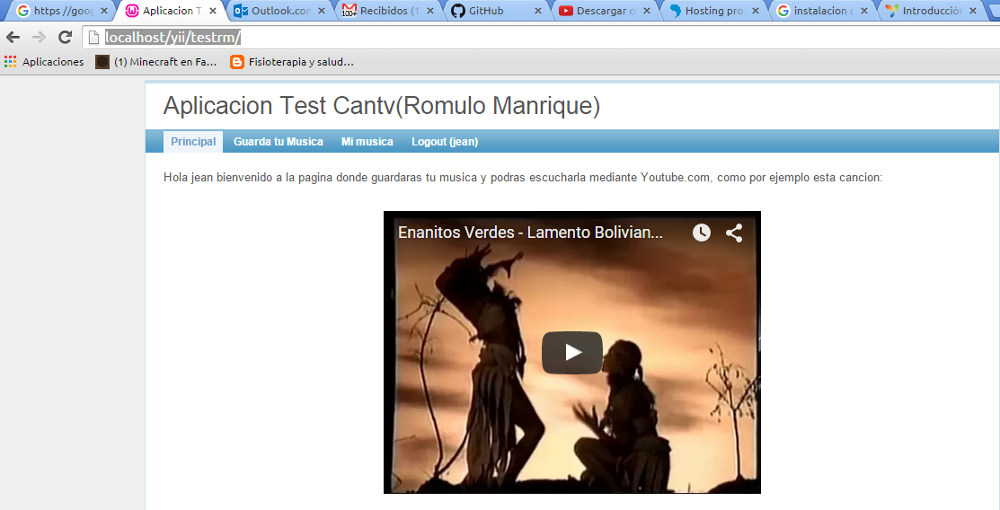 https://goog Aplicacion T Outlook.com Recibidos (1 GitHub Descargar c Hosting pro instalacion c Introducción
localhost/yii/testrm/
Aplicaciones (1) Minecraft en Fa... Fisioterapia y salud...
Aplicacion Test Cantv(Romulo Manrique)
Principal Guarda tu Musica Mi musica Logout (jean)
Hola jean bienvenido a la pagina donde guardaras tu musica y podras escucharla mediante Youtube.com, como por ejemplo esta cancion:
Enanitos Verdes - Lamento Bolivian...